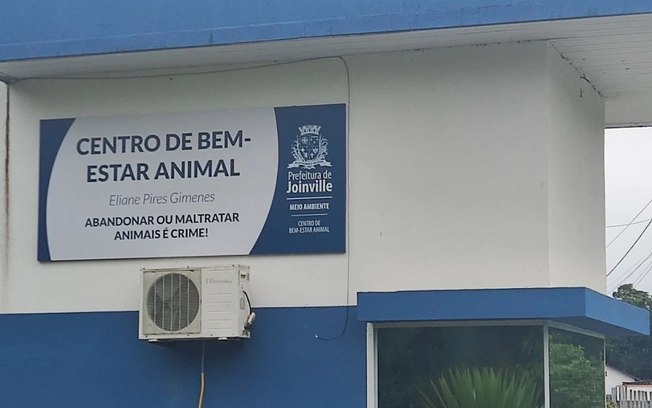 CENTRO DE BEM-
ESTAR ANIMAL
Eliane Pires Gimenes
ABANDONAR OU MALTRATAR
ANIMAIS É CRIME!
Prefeitura de
Joinville
MEIO AMBIENTE
CENTRO DE
BEM-ESTAR ANIMAL
Electrolux